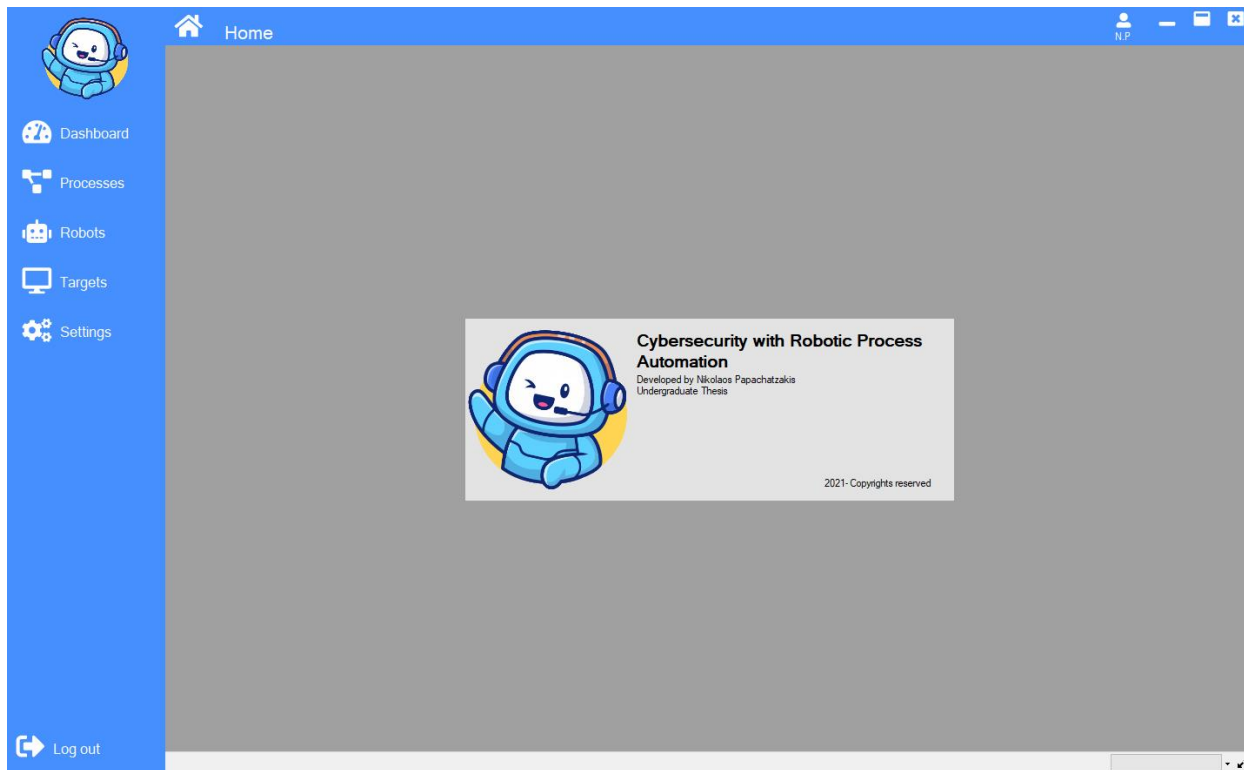 Home
N.P
Dashboard
Processes
Robots
Targets
Settings
Cybersecurity with Robotic Process
Automation
Developed by Nikolaos Papachatzakis
Undergraduate Thesis
2021- Copyrights reserved
Log out